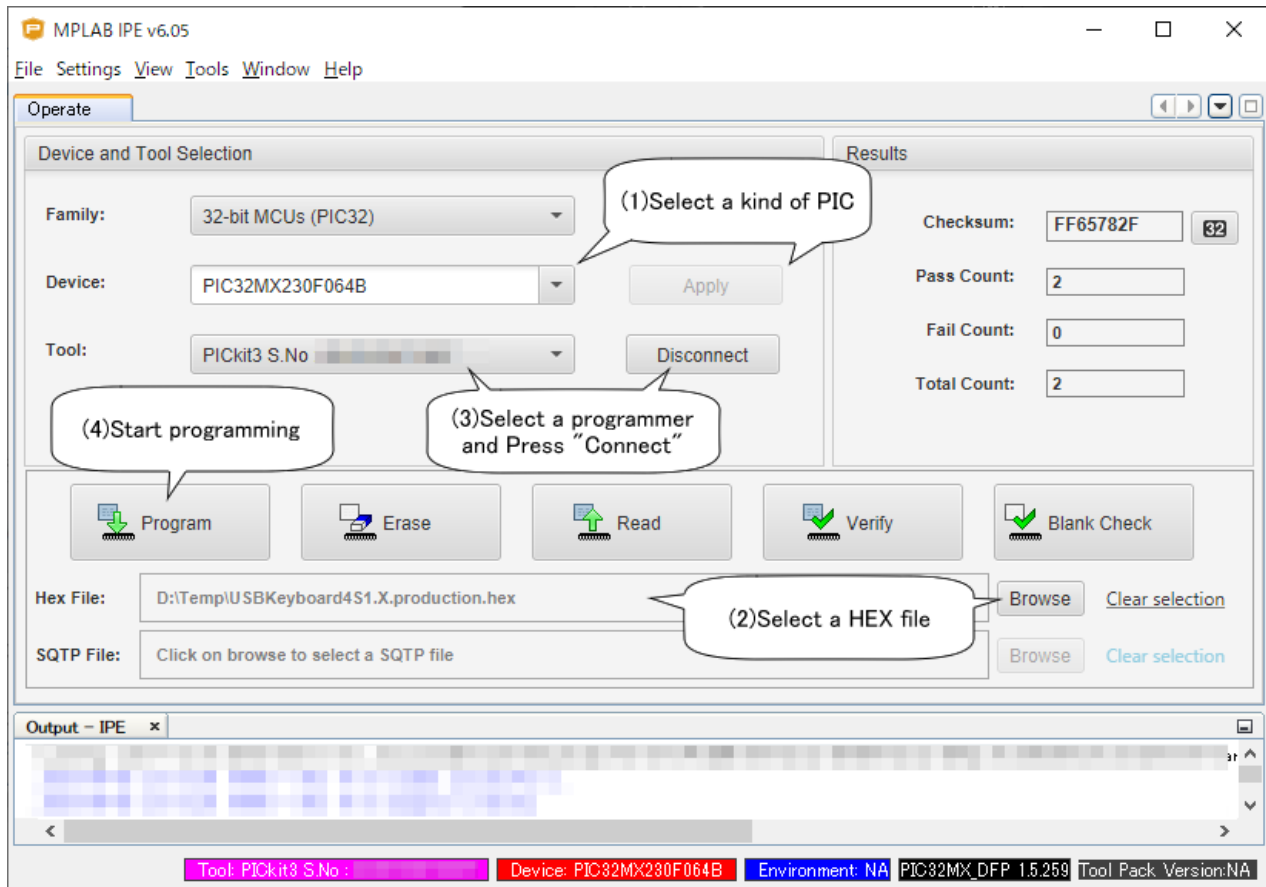 MPLAB IPE v6.05
File Settings View Tools Window Help
Operate
Device and Tool Selection
Results
Family:
32-bit MCUs (PIC32)
(1)Select a kind of PIC
Checksum:
FF65782F
32
Device:
PIC32MX230F064B
Apply
Pass Count:
2
Fail Count:
0
Tool:
PICkit3 S.No
Disconnect
Total Count:
2
(4)Start programming
(3)Select a programmer
and Press "Connect"
Program
Erase
Read
Verify
Blank Check
Hex File:
D:\Temp\USBKeyboard4S1.X.production.hex
(2)Select a HEX file
Browse
Clear selection
SQTP File:
Click on browse to select a SQTP file
Browse
Clear selection
Output - IPE
Tool: PICkit3 S.No :
Device: PIC32MX230F064B
Environment: NA
PIC32MX_DFP 1.5.259
Tool Pack Version:NA